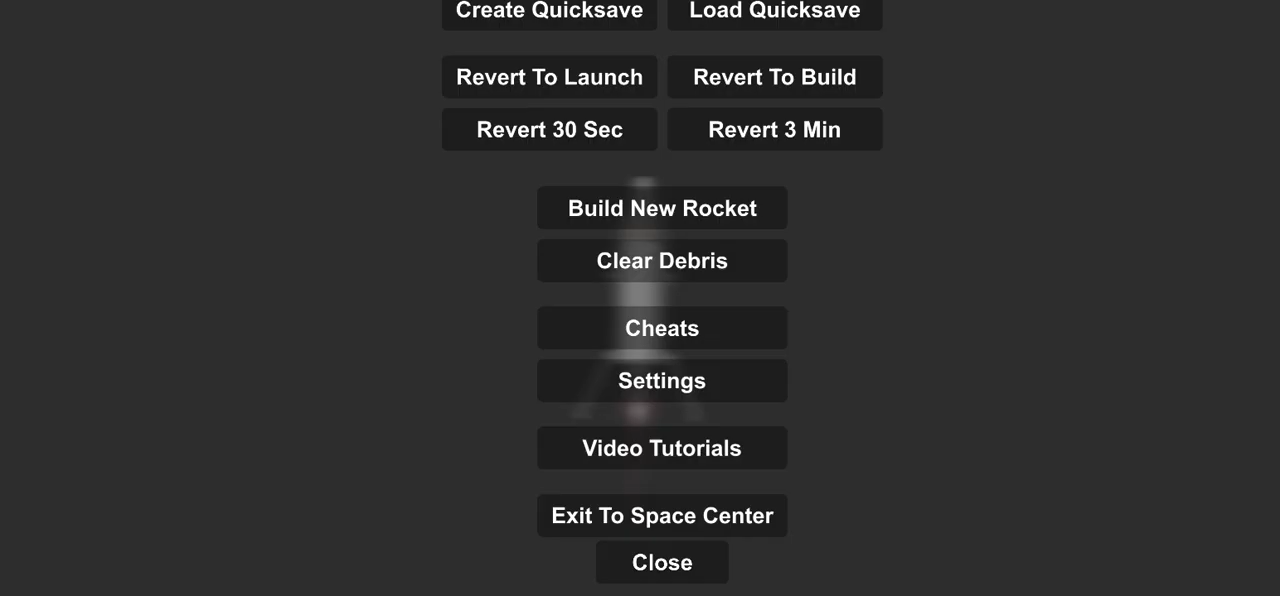 Create Quicksave Load Quicksave
Revert To Launch Revert To Build
Revert 30 Sec Revert 3 Min
Build New Rocket
Clear Debris
Cheats
Settings
Video Tutorials
Exit To Space Center
Close